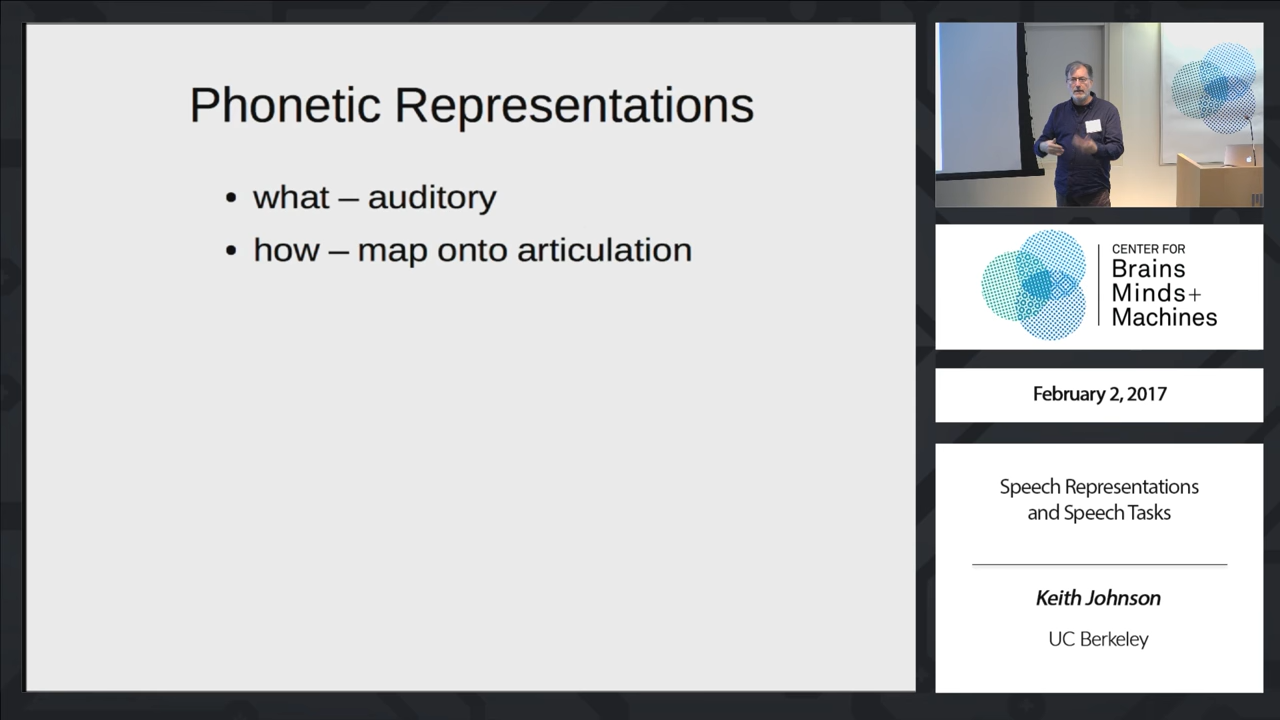 Phonetic Representations
• what – auditory
• how – map onto articulation
CENTER FOR
Brains
Minds+
Machines
February 2, 2017
Speech Representations
and Speech Tasks
Keith Johnson
UC Berkeley